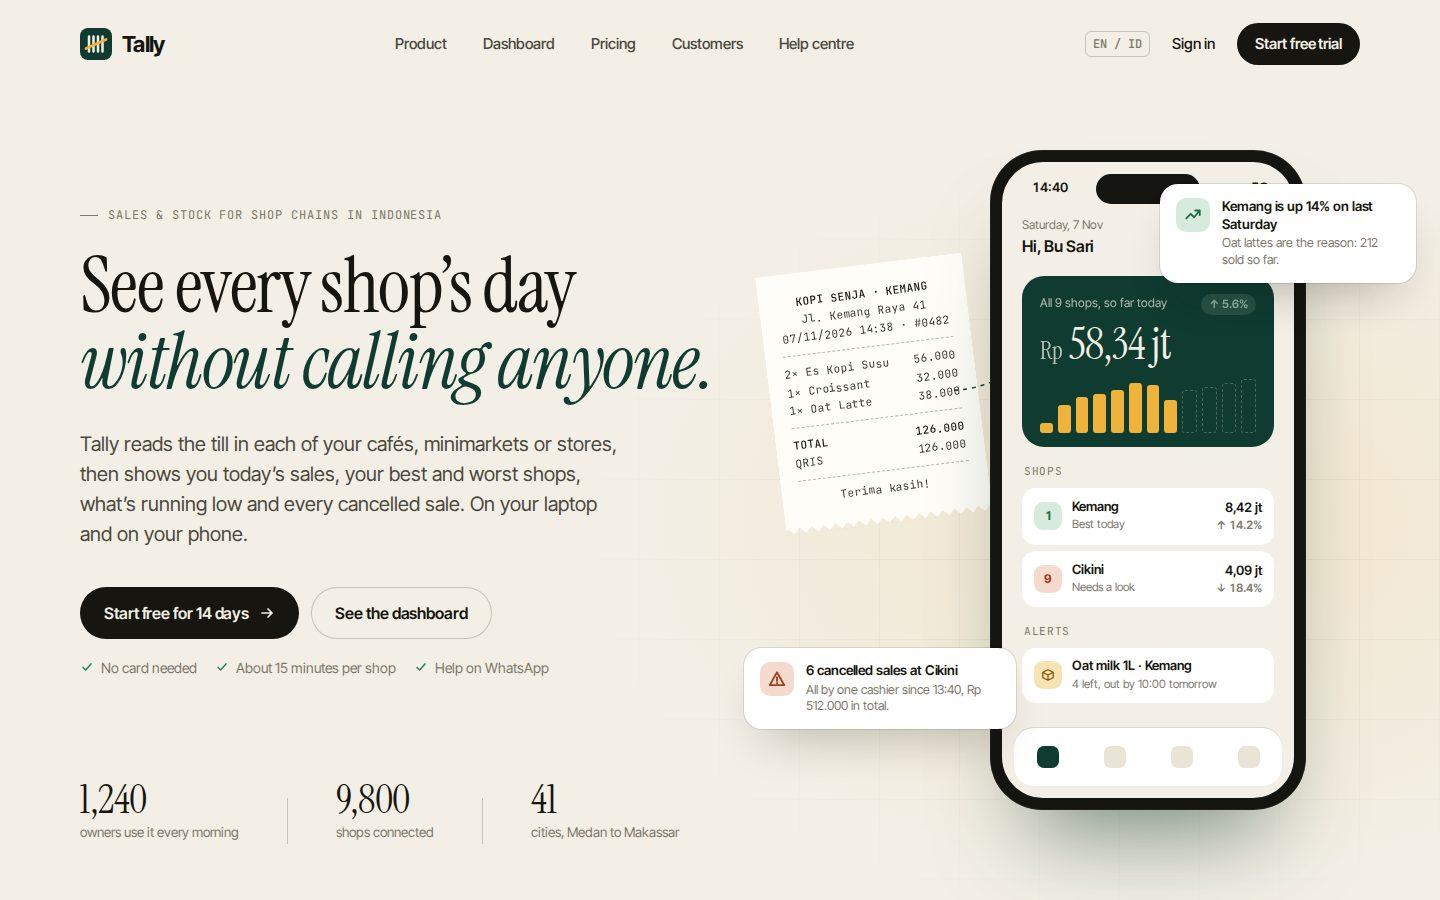 Tally
Product
Dashboard
Pricing
Customers
Help centre
EN / ID
Sign in
Start free trial
SALES & STOCK FOR SHOP CHAINS IN INDONESIA
See every shop’s day
without calling anyone.
Tally reads the till in each of your cafés, minimarkets or stores,
then shows you today’s sales, your best and worst shops,
what’s running low and every cancelled sale. On your laptop
and on your phone.
Start free for 14 days →
See the dashboard
No card needed
About 15 minutes per shop
Help on WhatsApp
1,240
owners use it every morning
9,800
shops connected
41
cities, Medan to Makassar
KOPI SENJA · KEMANG
Jl. Kemang Raya 41
07/11/2026 14:38 · #0482
2× Es Kopi Susu 56.000
1× Croissant 32.000
1× Oat Latte 38.000
TOTAL 126.000
QRIS 126.000
Terima kasih!
14:40
Saturday, 7 Nov
Hi, Bu Sari
Kemang is up 14% on last
Saturday
Oat lattes are the reason: 212
sold so far.
All 9 shops, so far today
↑ 5.6%
Rp 58,34 jt
SHOPS
1
Kemang
Best today
8,42 jt
↑ 14.2%
9
Cikini
Needs a look
4,09 jt
↓ 18.4%
ALERTS
Oat milk 1L · Kemang
4 left, out by 10:00 tomorrow
6 cancelled sales at Cikini
All by one cashier since 13:40, Rp
512.000 in total.